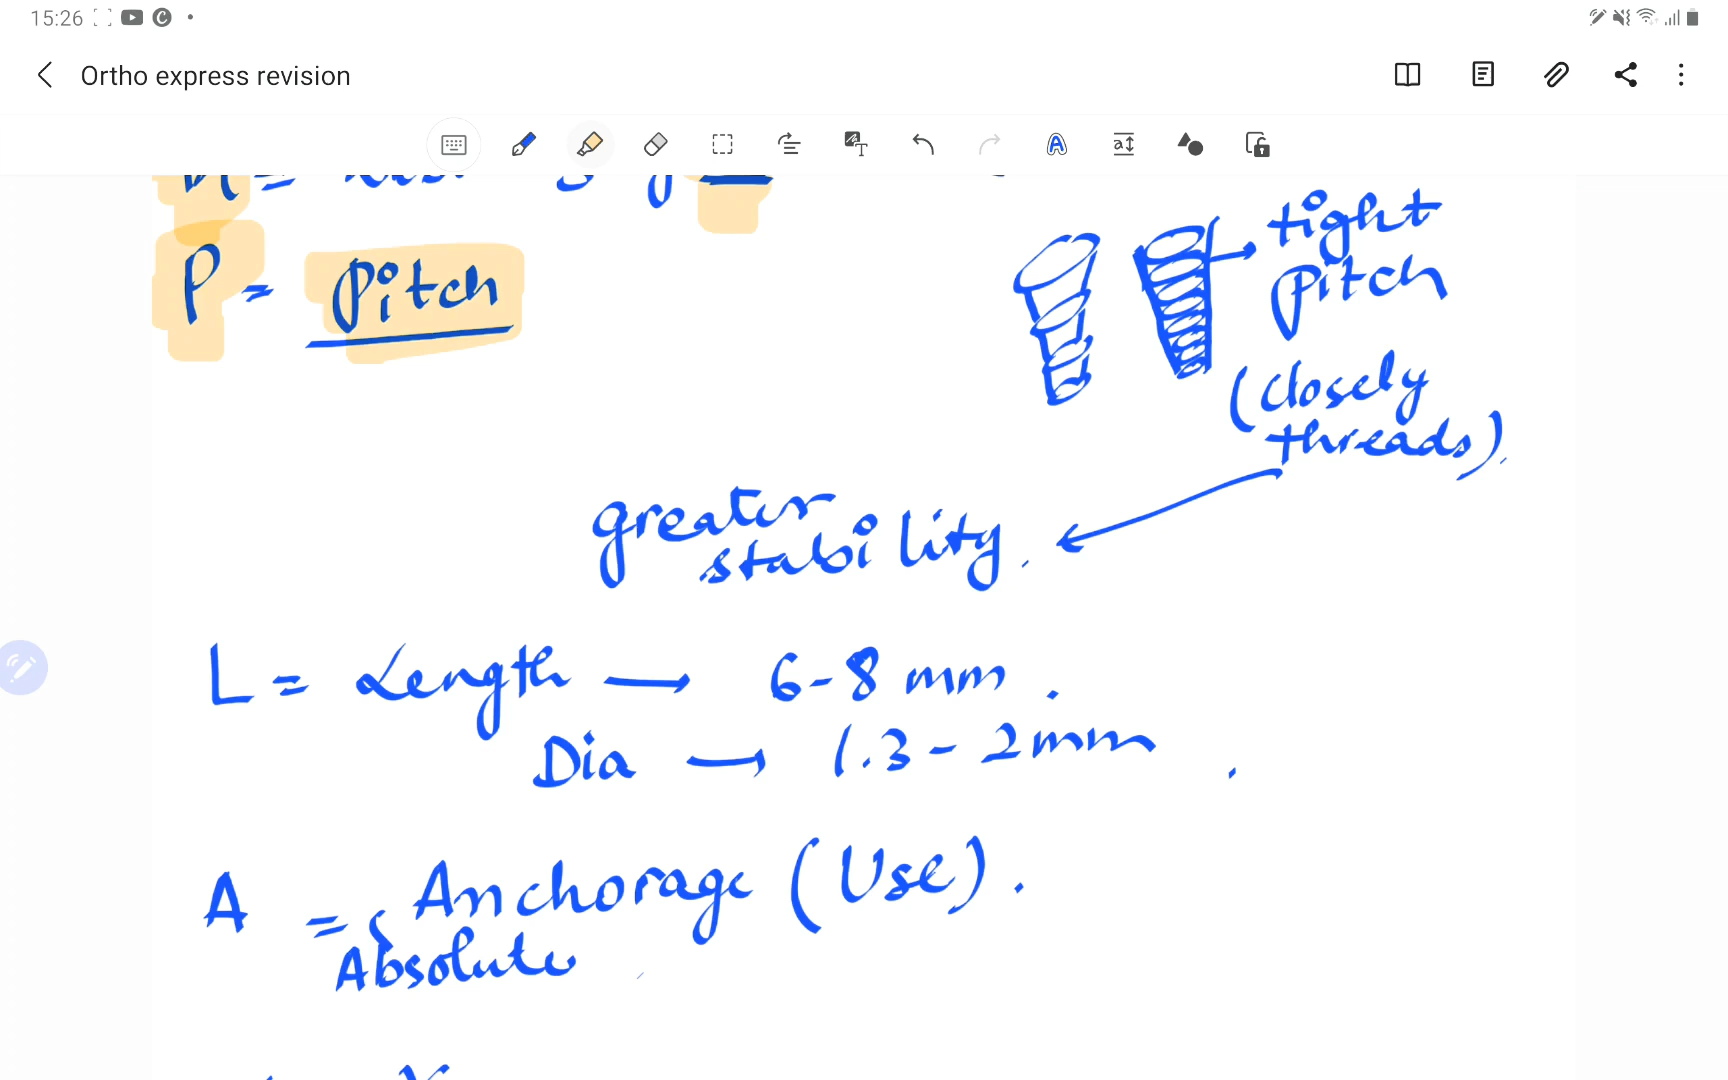 15:26
Ortho express revision
P = Pitch
tight
pitch
(closely
threads).
greater
stability.
L = Length → 6-8 mm.
Dia → 1.3-2mm.
A = Anchorage (Use).
Absolute